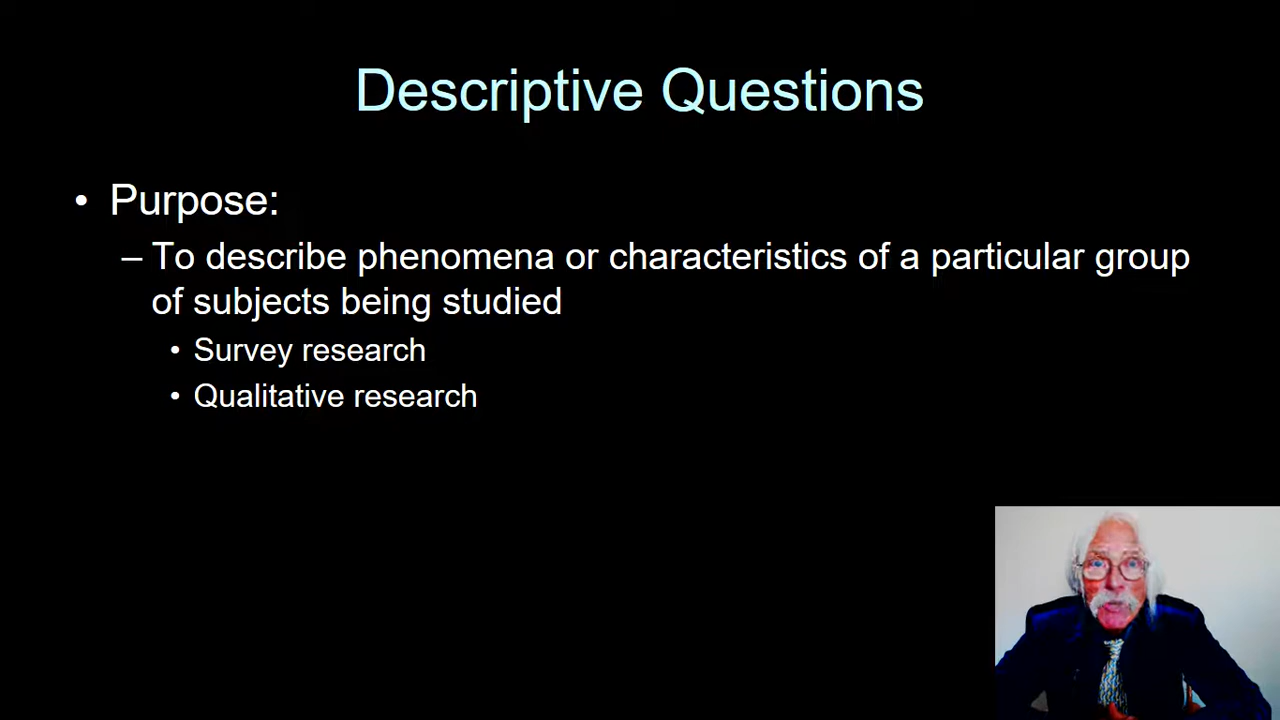 Descriptive Questions
• Purpose:
– To describe phenomena or characteristics of a particular group
of subjects being studied
• Survey research
• Qualitative research